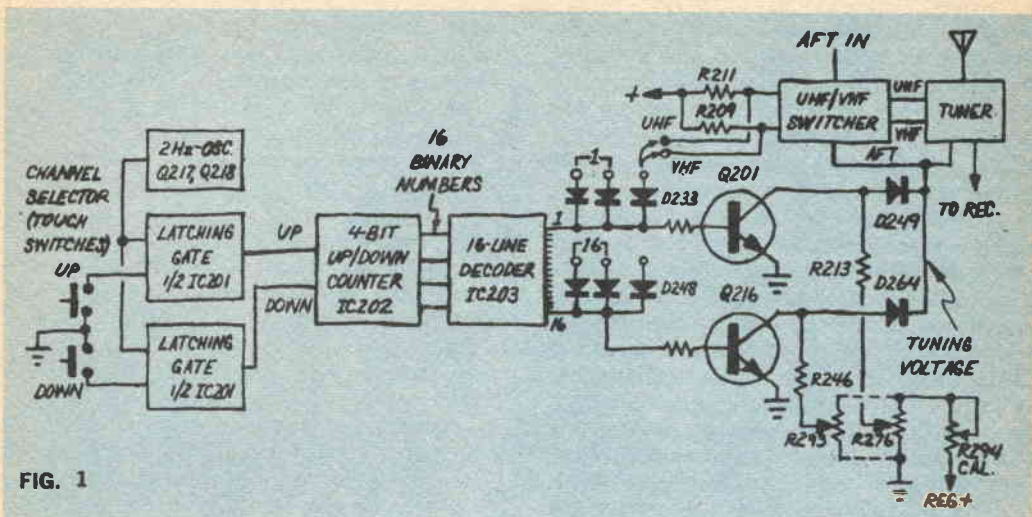 CHANNEL
SELECTOR
(TOUCH
SWITCHES)
UP
DOWN
2Hz-OSC.
Q217, Q218
LATCHING
GATE
1/2 IC201
LATCHING
GATE
1/2 IC201
UP
DOWN
4-BIT
UP/DOWN
COUNTER
IC202
16
BINARY
NUMBERS
16-LINE
DECODER
IC203
1
16
+
R211
R209
UHF
VHF
1
D233
16
D248
Q201
Q216
AFT IN
UHF/VHF
SWITCHER
UHF
VHF
AFT
TUNER
TO REC.
D249
R213
D264
TUNING
VOLTAGE
R246
R293
R276
R294
CAL.
REG+
FIG. 1